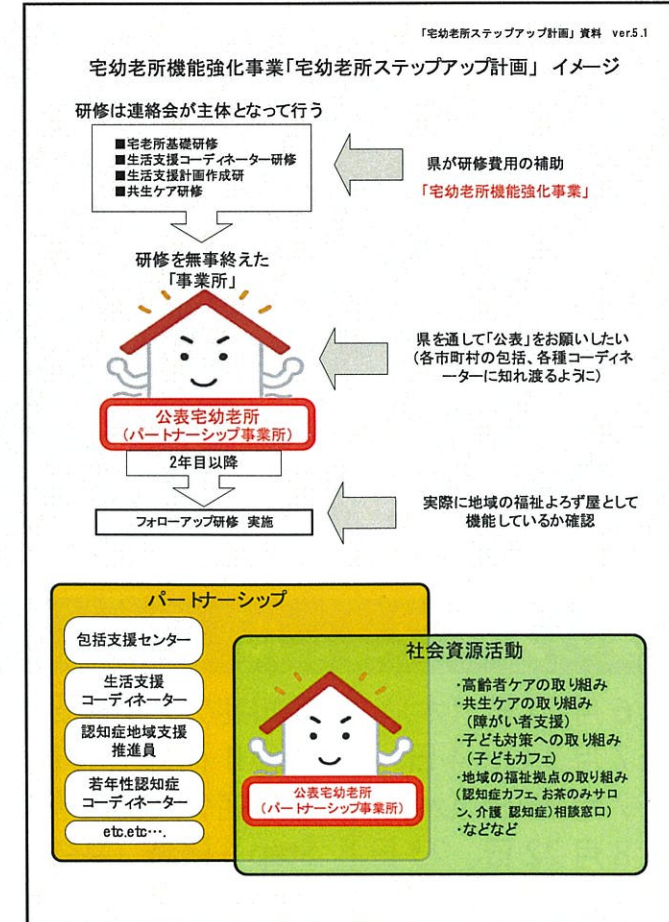 「宅幼老所ステップアップ計画」資料 ver.5.1
宅幼老所機能強化事業「宅幼老所ステップアップ計画」 イメージ
研修は連絡会が主体となって行う
■宅老所基礎研修
■生活支援コーディネーター研修
■生活支援計画作成研
■共生ケア研修
県が研修費用の補助
「宅幼老所機能強化事業」
研修を無事終えた
「事業所」
県を通して「公表」をお願いしたい
(各市町村の包括、各種コーディネ
ーターに知れ渡るように)
公表宅幼老所
(パートナーシップ事業所)
2年目以降
フォローアップ研修 実施
実際に地域の福祉よろず屋として
機能しているか確認
パートナーシップ
包括支援センター
生活支援
コーディネーター
認知症地域支援
推進員
若年性認知症
コーディネーター
etc.etc….
社会資源活動
公表宅幼老所
(パートナーシップ事業所)
・高齢者ケアの取り組み
・共生ケアの取り組み
(障がい者支援)
・子ども対策への取り組み
(子どもカフェ)
・地域の福祉拠点の取り組み
(認知症カフェ、お茶のみサロ
ン、介護 認知症)相談窓口)
・などなど